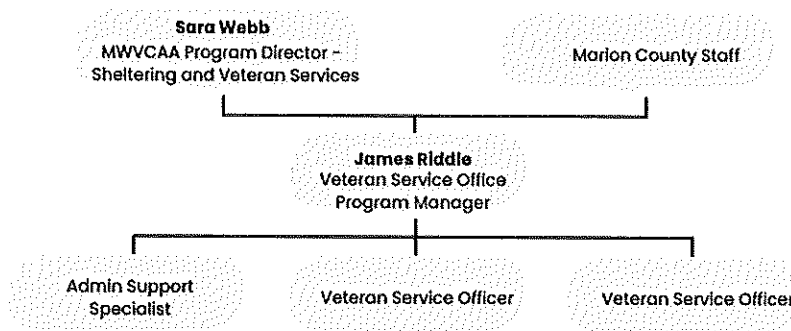 Sara Webb
MWVCAA Program Director -
Sheltering and Veteran Services
Marion County Staff
James Riddle
Veteran Service Office
Program Manager
Admin Support
Specialist
Veteran Service Officer
Veteran Service Officer